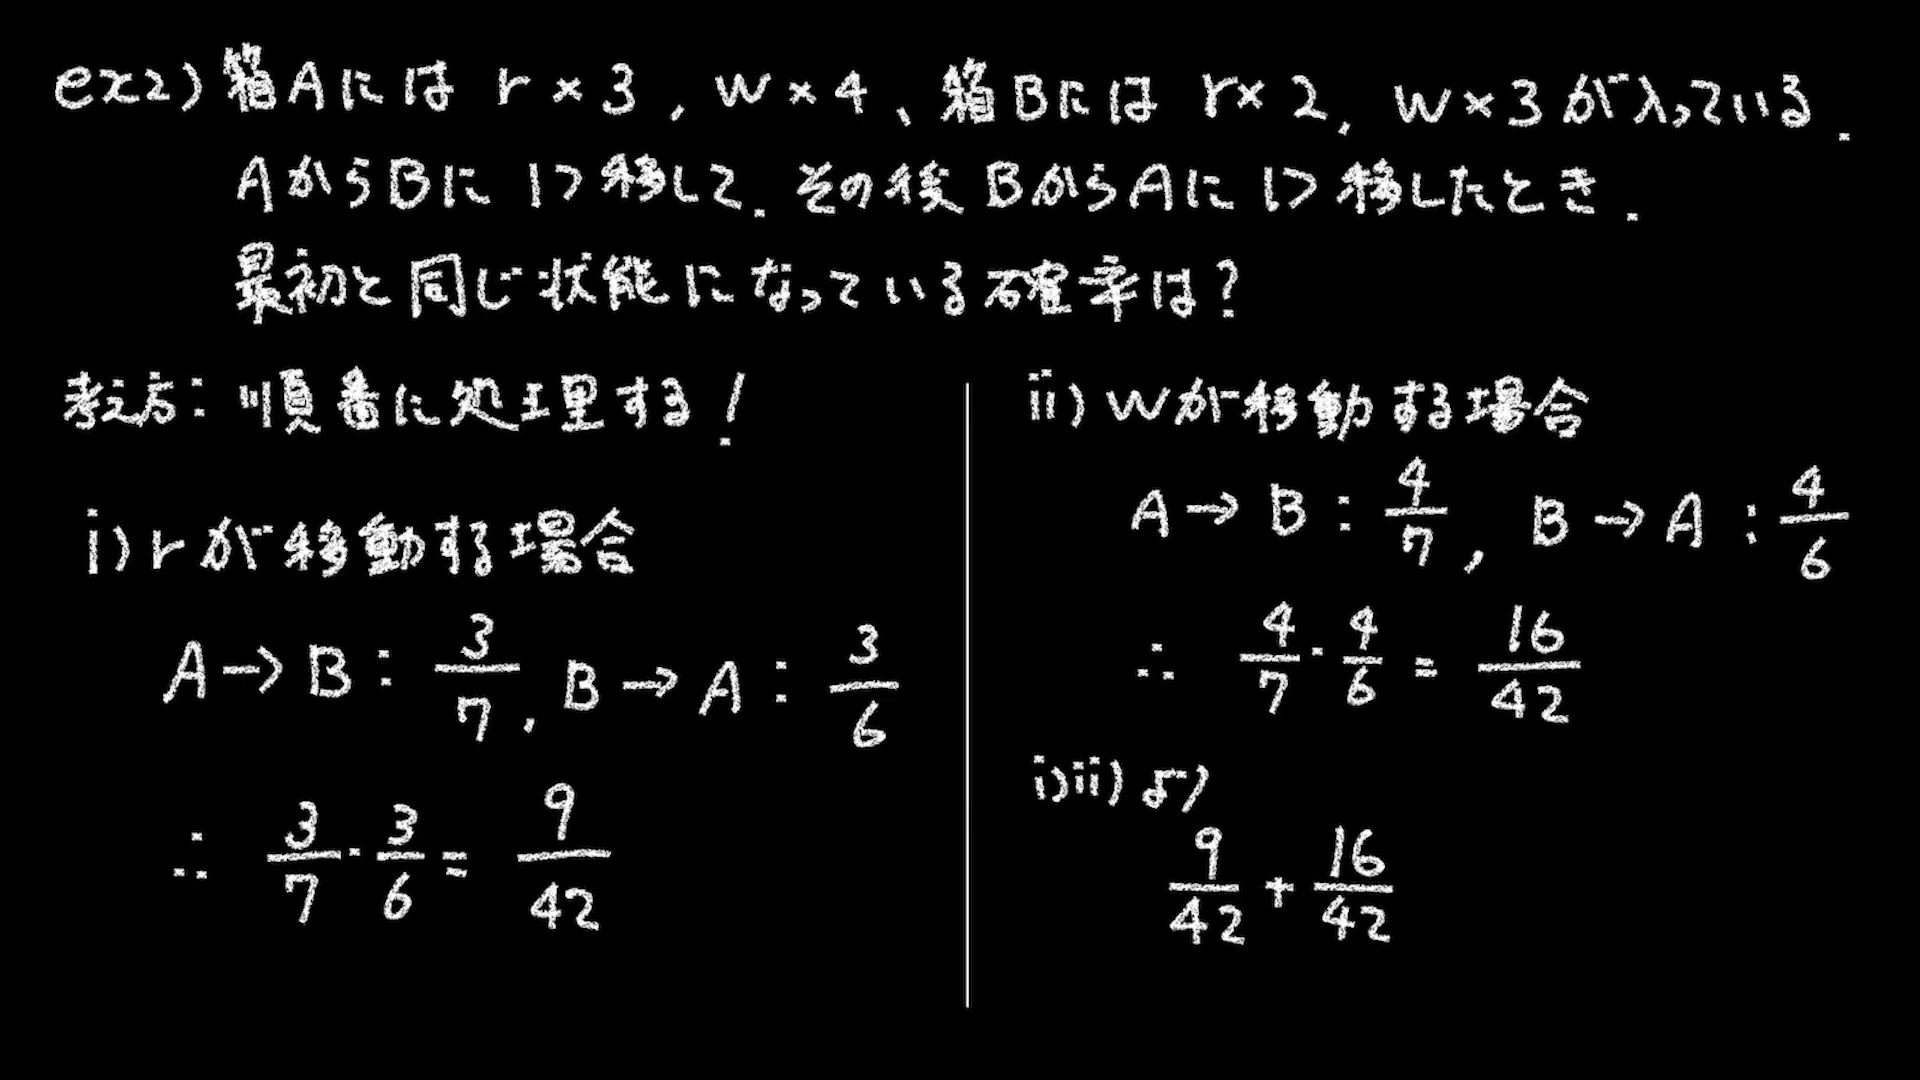 ex2) 箱Aには r×3, w×4、箱Bには r×2, w×3が入っている.
AからBに1つ移して, その後BからAに1つ移したとき,
最初と同じ状態になっている確率は?
考え方: 順番に処理する!
i) rが移動する場合
A→B: 3/7, B→A: 3/6
∴ 3/7・3/6 = 9/42
ii) wが移動する場合
A→B: 4/7, B→A: 4/6
∴ 4/7・4/6 = 16/42
i)ii)より
9/42 + 16/42